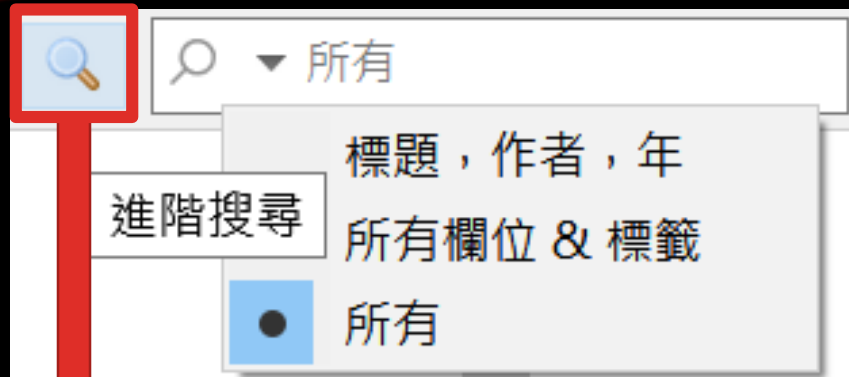 所有
標題，作者，年
進階搜尋
所有欄位 & 標籤
所有